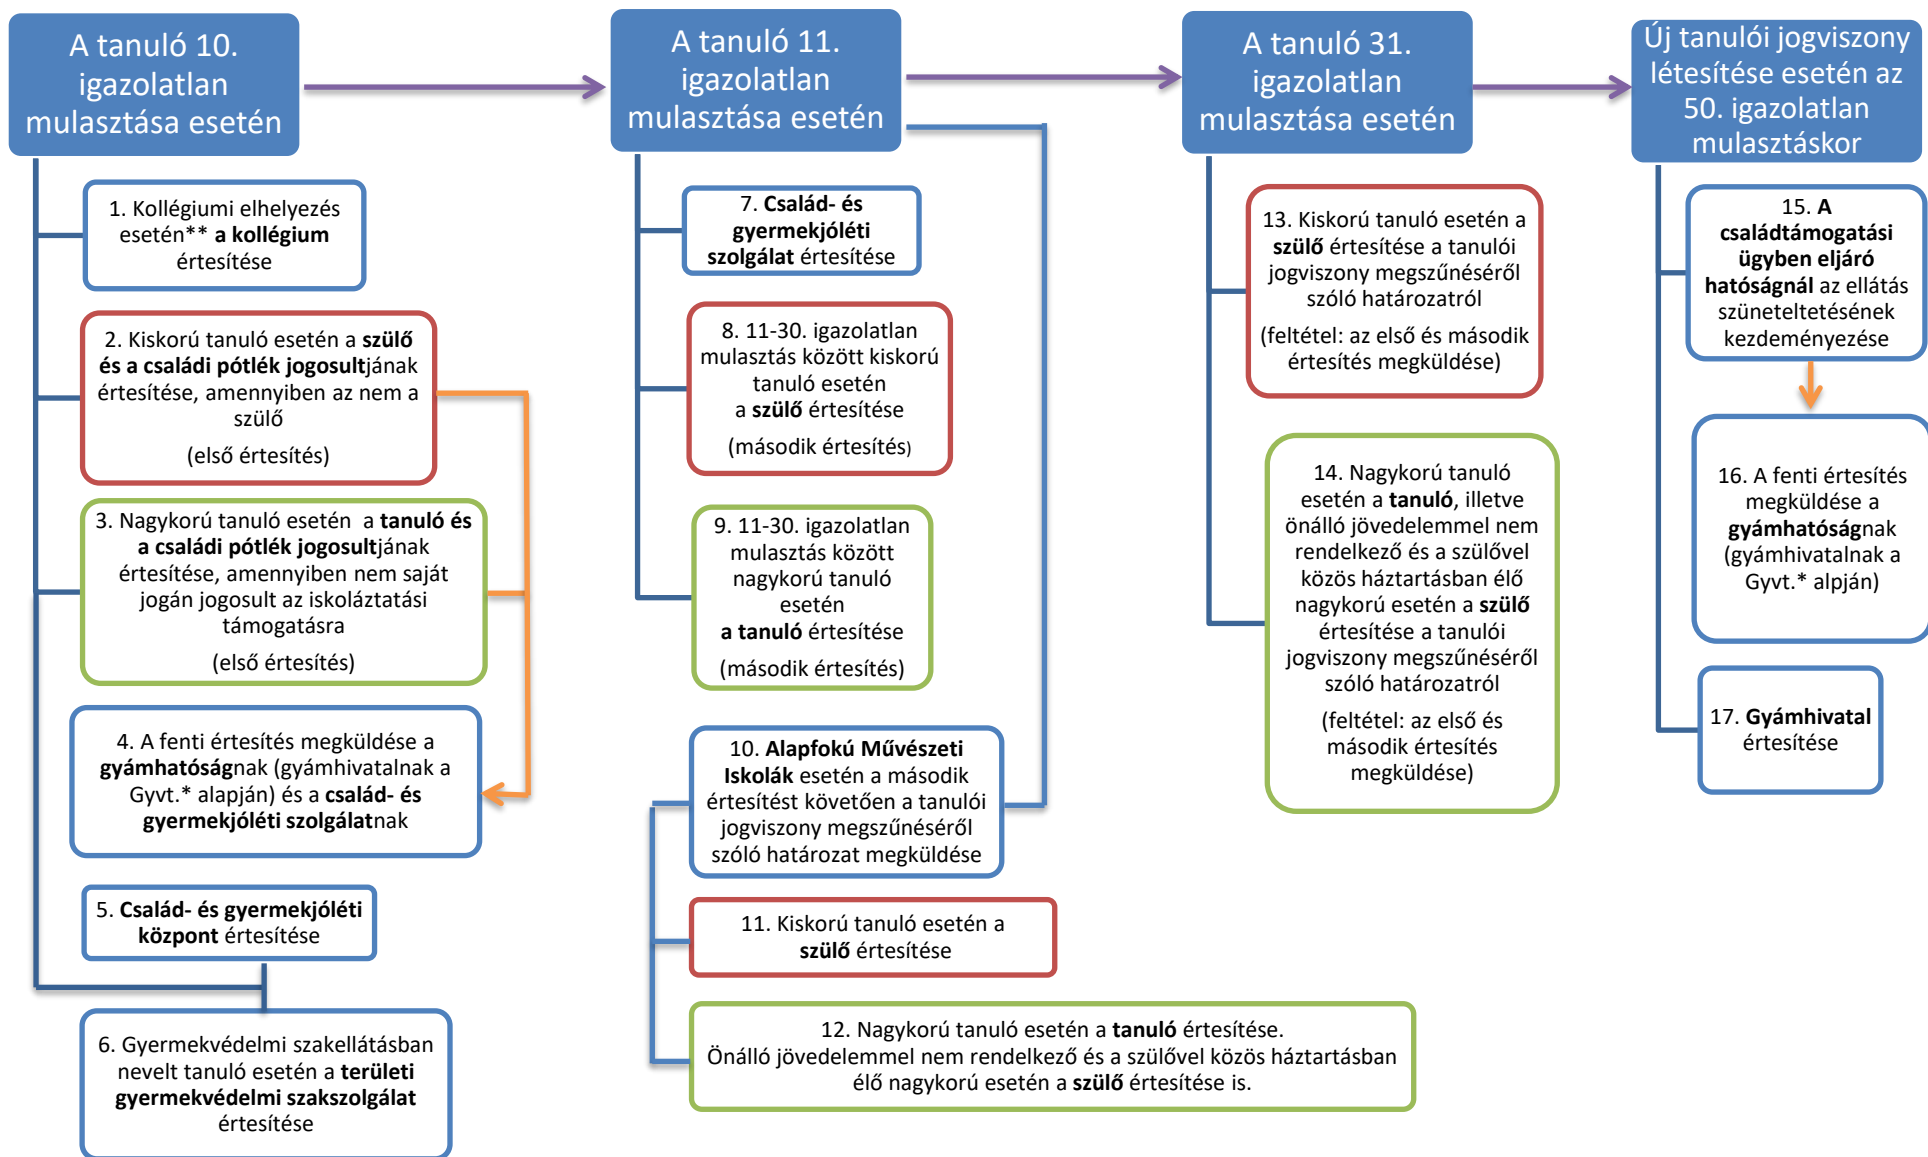 A tanuló 10.
igazolatlan
mulasztása esetén
1. Kollégiumi elhelyezés
esetén** a kollégium
értesítése
2. Kiskorú tanuló esetén a szülő
és a családi pótlék jogosultjának
értesítése, amennyiben az nem a
szülő
(első értesítés)
3. Nagykorú tanuló esetén a tanuló és
a családi pótlék jogosultjának
értesítése, amennyiben nem saját
jogán jogosult az iskoláztatási
támogatásra
(első értesítés)
4. A fenti értesítés megküldése a
gyámhatóságnak (gyámhivatalnak a
Gyvt.* alapján) és a család- és
gyermekjóléti szolgálatnak
5. Család- és gyermekjóléti
központ értesítése
6. Gyermekvédelmi szakellátásban
nevelt tanuló esetén a területi
gyermekvédelmi szakszolgálat
értesítése
A tanuló 11.
igazolatlan
mulasztása esetén
7. Család- és
gyermekjóléti
szolgálat értesítése
8. 11-30. igazolatlan
mulasztás között kiskorú
tanuló esetén
a szülő értesítése
(második értesítés)
9. 11-30. igazolatlan
mulasztás között
nagykorú tanuló
esetén
a tanuló értesítése
(második értesítés)
10. Alapfokú Művészeti
Iskolák esetén a második
értesítést követően a tanulói
jogviszony megszűnéséről
szóló határozat megküldése
11. Kiskorú tanuló esetén a
szülő értesítése
12. Nagykorú tanuló esetén a tanuló értesítése.
Önálló jövedelemmel nem rendelkező és a szülővel közös háztartásban
élő nagykorú esetén a szülő értesítése is.
A tanuló 31.
igazolatlan
mulasztása esetén
13. Kiskorú tanuló esetén a
szülő értesítése a tanulói
jogviszony megszűnéséről
szóló határozatról
(feltétel: az első és második
értesítés megküldése)
14. Nagykorú tanuló
esetén a tanuló, illetve
önálló jövedelemmel nem
rendelkező és a szülővel
közös háztartásban élő
nagykorú esetén a szülő
értesítése a tanulói
jogviszony megszűnéséről
szóló határozatról
(feltétel: az első és
második értesítés
megküldése)
Új tanulói jogviszony
létesítése esetén az
50. igazolatlan
mulasztáskor
15. A
családtámogatási
ügyben eljáró
hatóságnál az ellátás
szüneteltetésének
kezdeményezése
16. A fenti értesítés
megküldése a
gyámhatóságnak
(gyámhivatalnak a
Gyvt.* alpján)
17. Gyámhivatal
értesítése